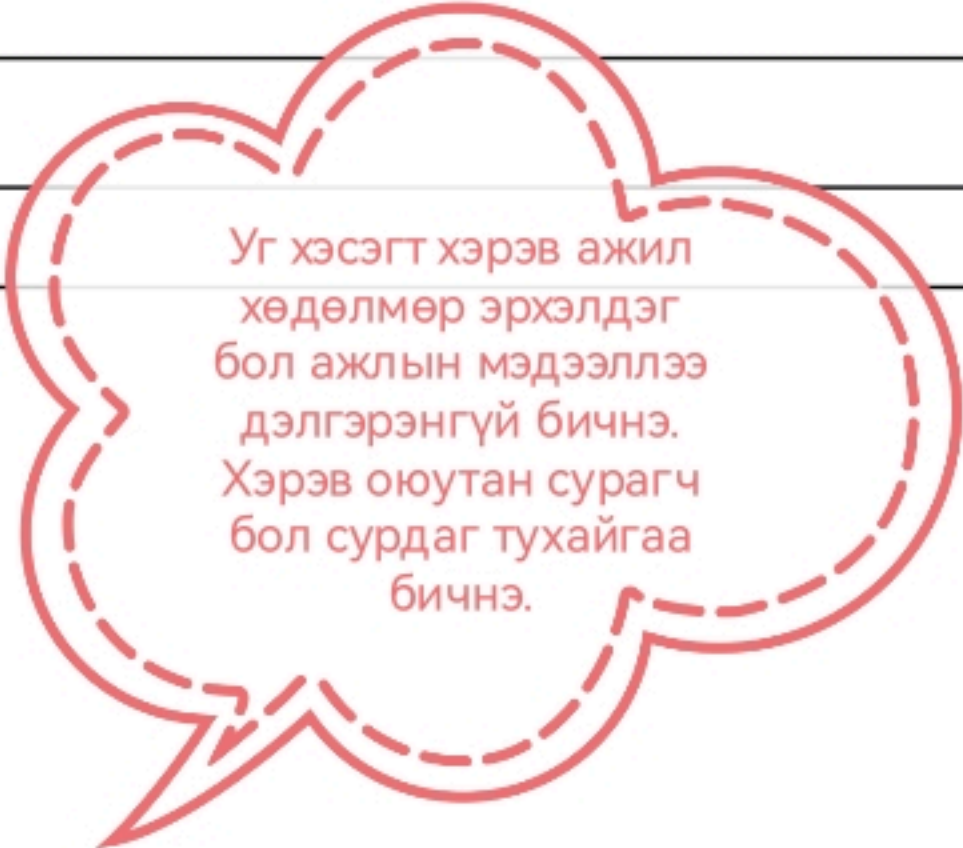 Уг хэсэгт хэрэв ажил
хөдөлмөр эрхэлдэг
бол ажлын мэдээллээ
дэлгэрэнгүй бичнэ.
Хэрэв оюутан сурагч
бол сурдаг тухайгаа
бичнэ.